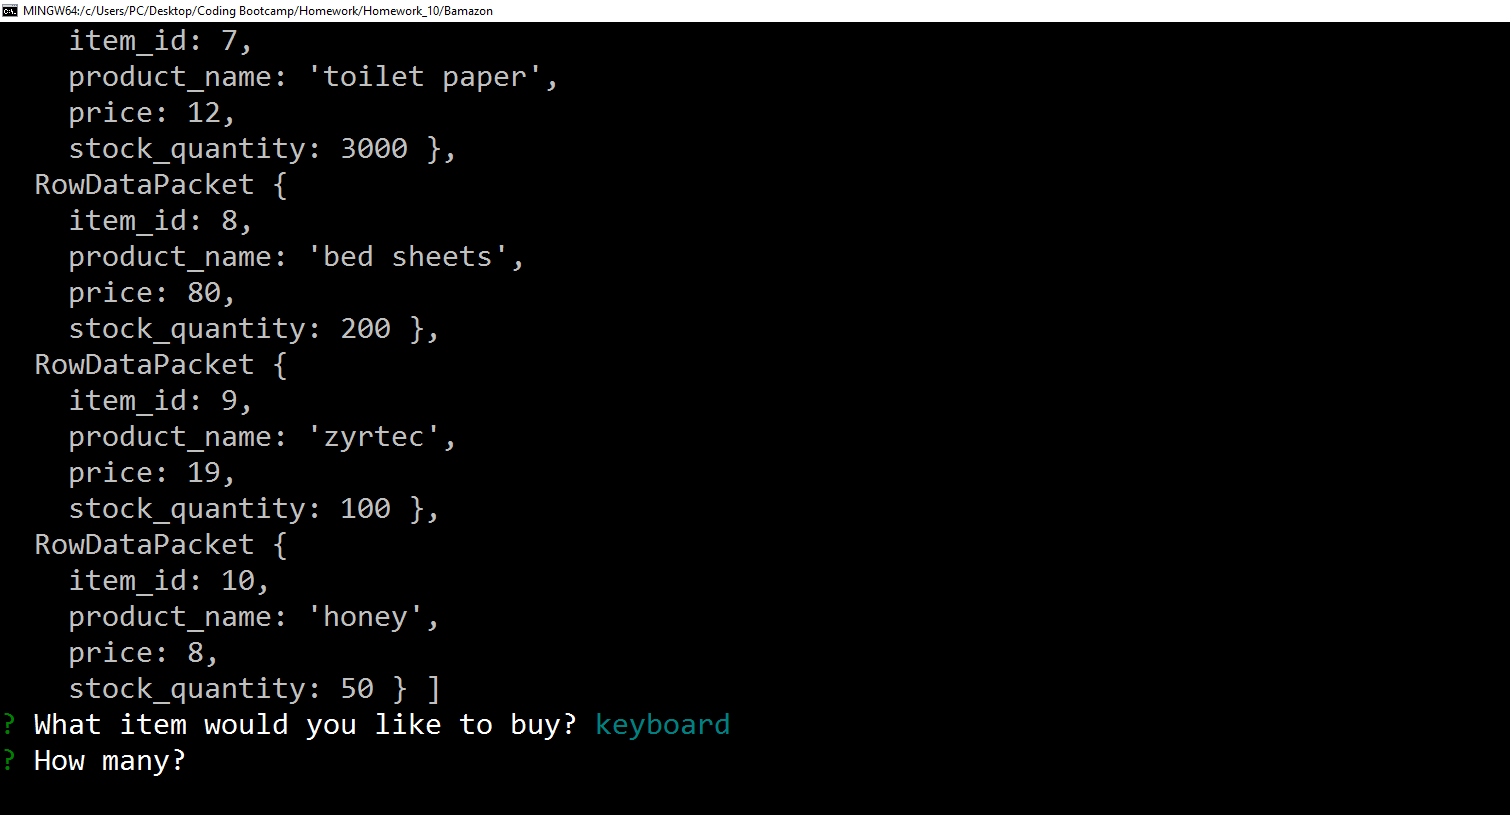 MINGW64:/c/Users/PC/Desktop/Coding Bootcamp/Homework/Homework_10/Bamazon
item_id: 7,
product_name: 'toilet paper',
price: 12,
stock_quantity: 3000 },
RowDataPacket {
item_id: 8,
product_name: 'bed sheets',
price: 80,
stock_quantity: 200 },
RowDataPacket {
item_id: 9,
product_name: 'zyrtec',
price: 19,
stock_quantity: 100 },
RowDataPacket {
item_id: 10,
product_name: 'honey',
price: 8,
stock_quantity: 50 } ]
? What item would you like to buy? keyboard
? How many?